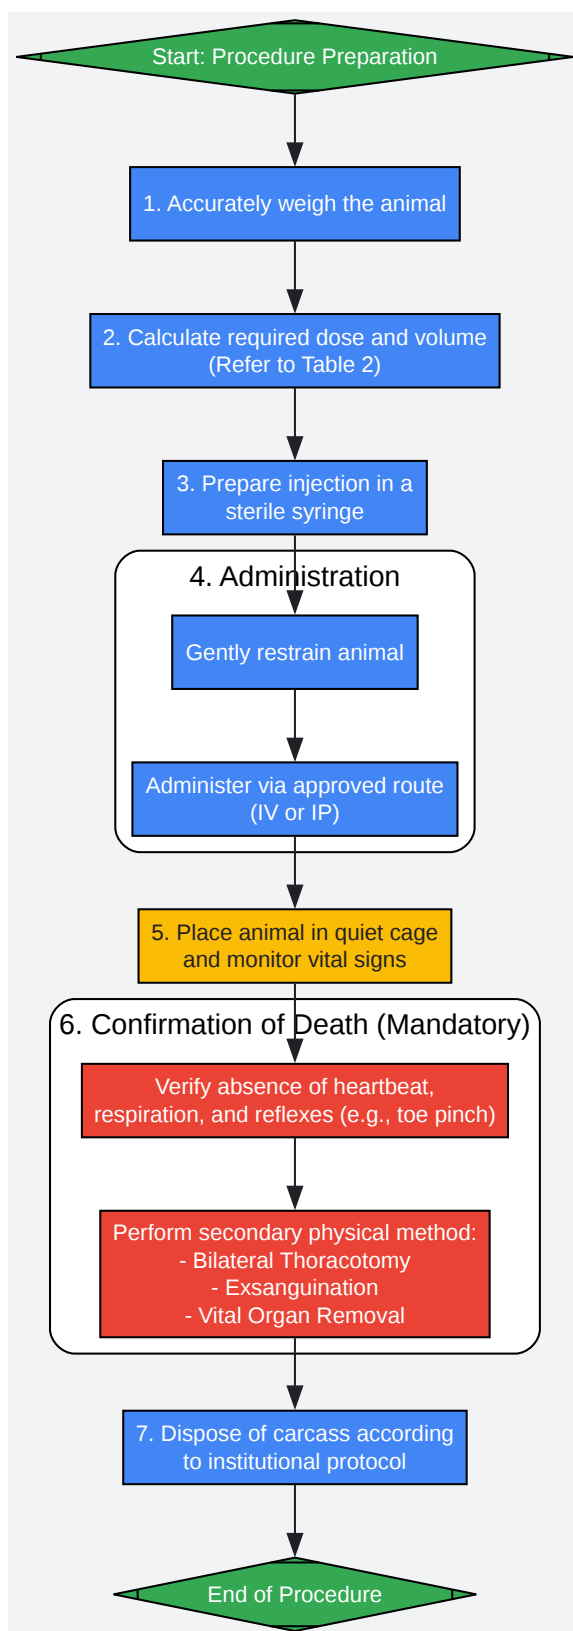 Start: Procedure Preparation
1. Accurately weigh the animal
2. Calculate required dose and volume
(Refer to Table 2)
3. Prepare injection in a
sterile syringe
4. Administration
Gently restrain animal
Administer via approved route
(IV or IP)
5. Place animal in quiet cage
and monitor vital signs
6. Confirmation of Death (Mandatory)
Verify absence of heartbeat,
respiration, and reflexes (e.g., toe pinch)
Perform secondary physical method:
- Bilateral Thoracotomy
- Exsanguination
- Vital Organ Removal
7. Dispose of carcass according
to institutional protocol
End of Procedure